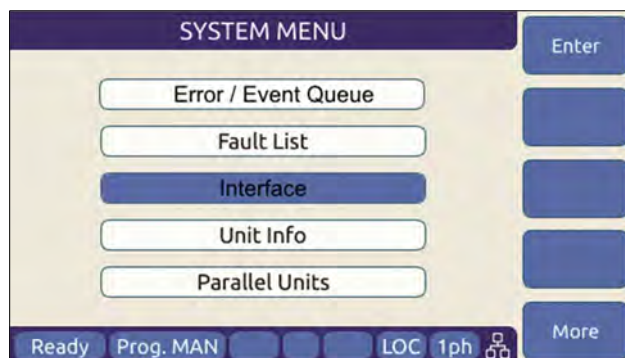 SYSTEM MENU
Enter
Error / Event Queue
Fault List
Interface
Unit Info
Parallel Units
More
Ready Prog. MAN LOC 1ph